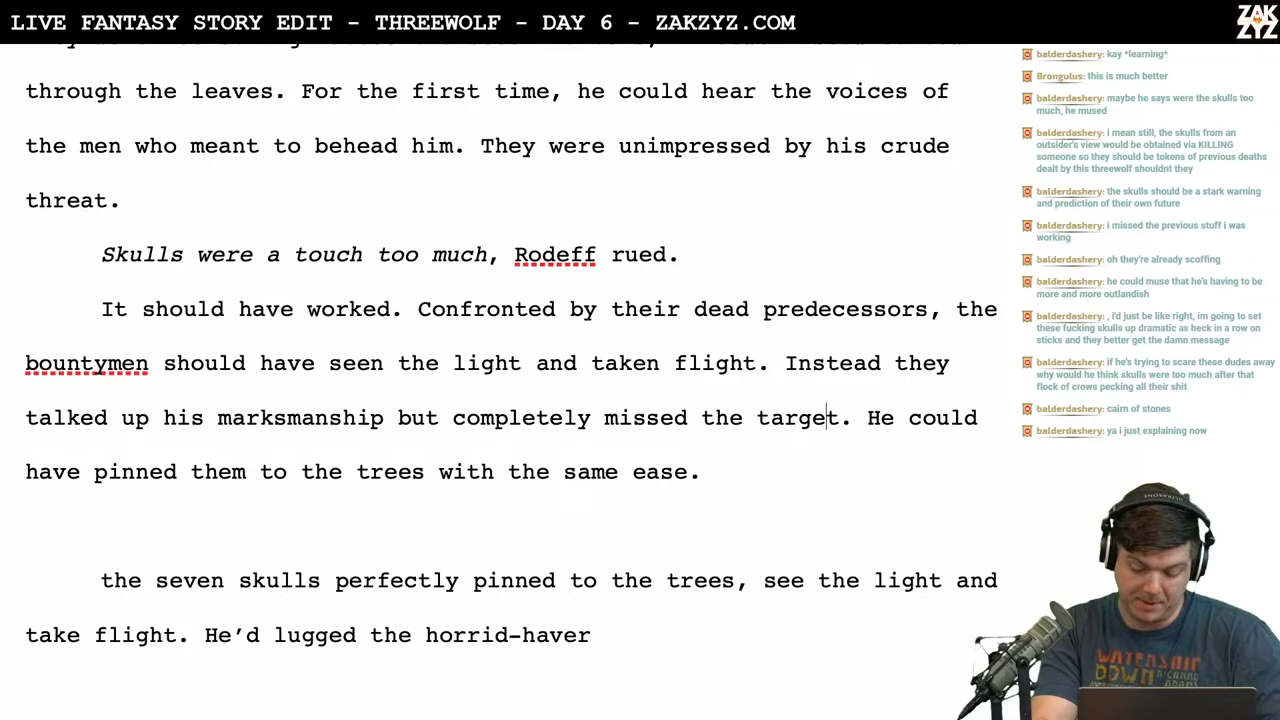 LIVE FANTASY STORY EDIT - THREEWOLF - DAY 6 - ZAKZYZ.COM
ZAK
ZYZ
through the leaves. For the first time, he could hear the voices of
the men who meant to behead him. They were unimpressed by his crude
threat.
Skulls were a touch too much, Rodeff rued.
It should have worked. Confronted by their dead predecessors, the
bountymen should have seen the light and taken flight. Instead they
talked up his marksmanship but completely missed the target. He could
have pinned them to the trees with the same ease.
the seven skulls perfectly pinned to the trees, see the light and
take flight. He’d lugged the horrid-haver
balderdashery: kay *learning*
Brongulus: this is much better
balderdashery: maybe he says were the skulls too
much, he mused
balderdashery: i mean still, the skulls from an
outsider's view would be obtained via KILLING
someone so they should be tokens of previous deaths
dealt by this threewolf shouldnt they
balderdashery: the skulls should be a stark warning
and prediction of their own future
balderdashery: i missed the previous stuff i was
working
balderdashery: oh they're already scoffing
balderdashery: he could muse that he's having to be
more and more outlandish
balderdashery: , i'd just be like right, im going to set
these fucking skulls up dramatic as heck in a row on
sticks and they better get the damn message
balderdashery: if he's trying to scare these dudes away
why would he think skulls were too much after that
flock of crows pecking all their shit
balderdashery: cairn of stones
balderdashery: ya i just explaining now
ULTRASONE
WATERSHIP
DOWN
RICHARD
ADAMS